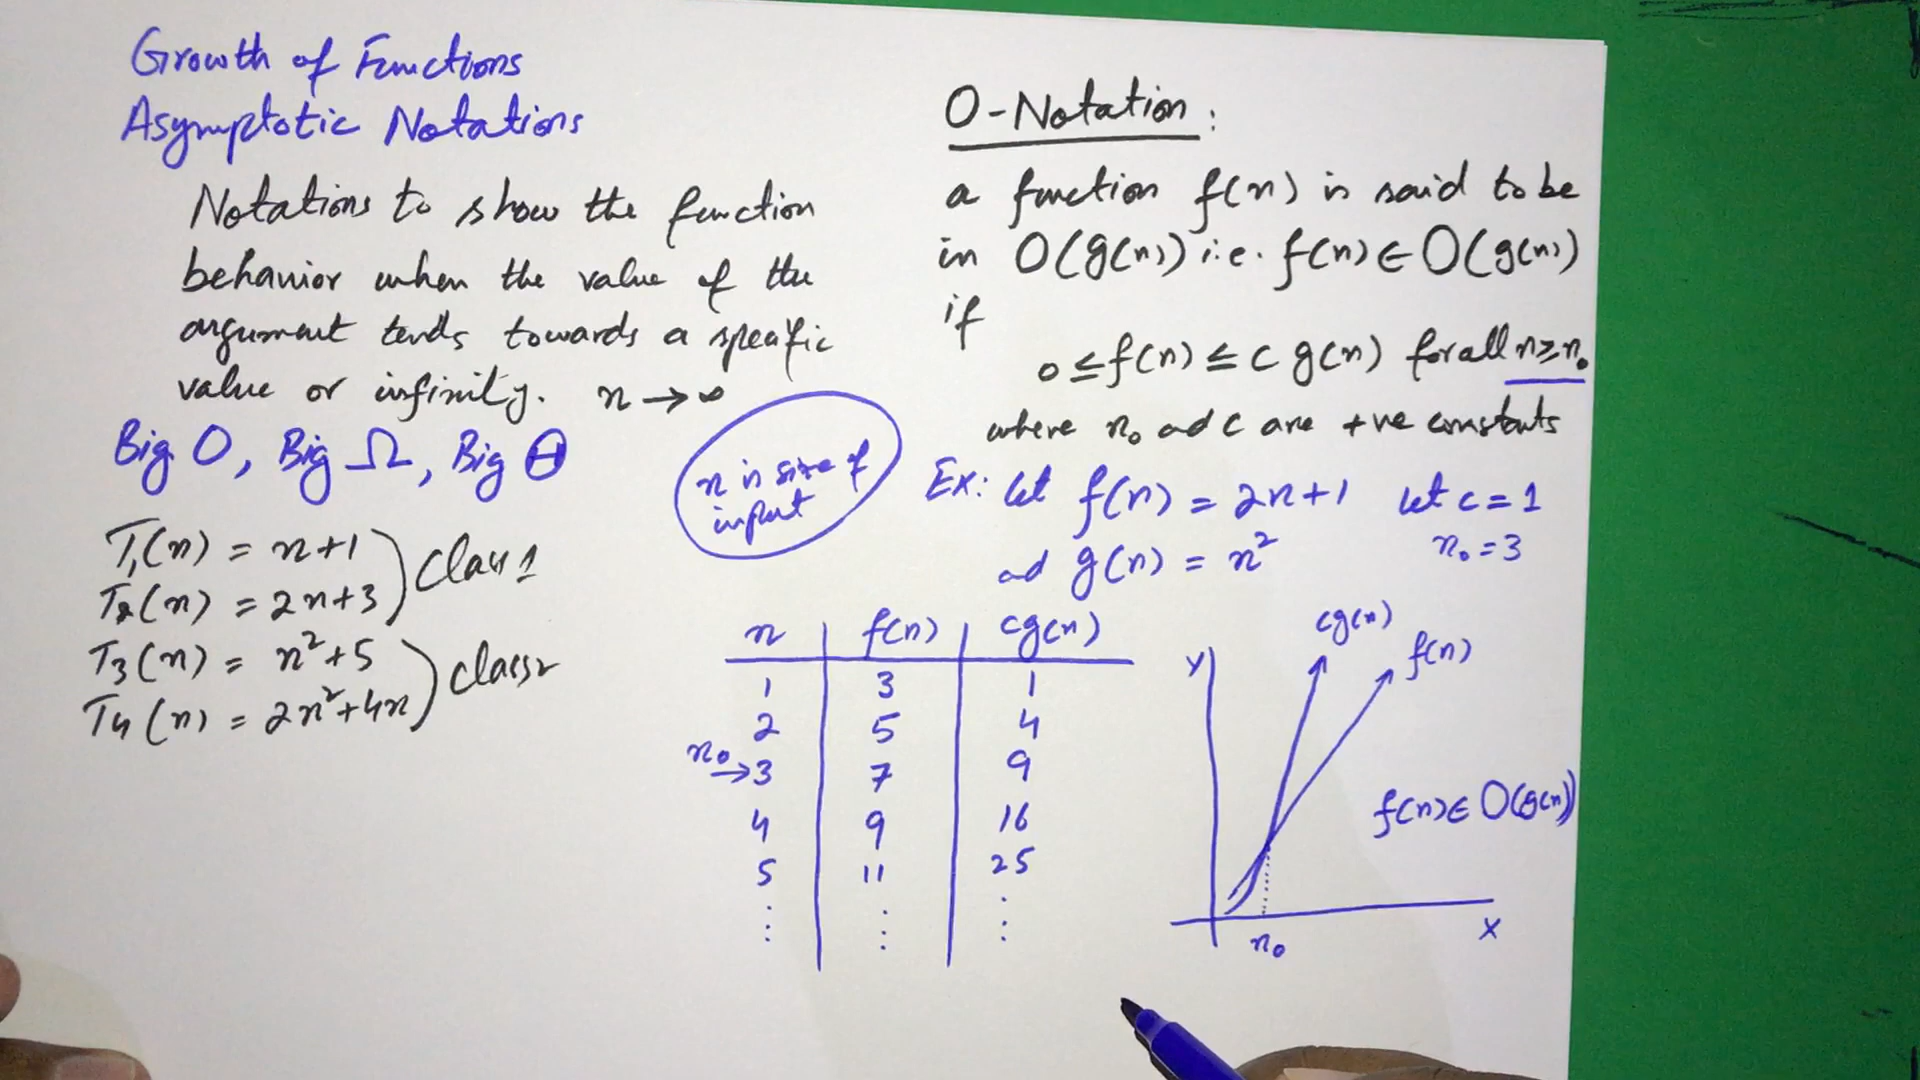 Growth of Functions
Asymptotic Notations
Notations to show the function
behavior when the value of the
argument tends towards a specific
value or infinity. n → ∞
Big O, Big Ω, Big Θ
n is size of
input
T₁(n) = n+1
T₂(n) = 2n+3
) Class 1
T₃(n) = n²+5
T₄(n) = 2n²+4n
) Class 2
O-Notation:
a function f(n) is said to be
in O(g(n)) i.e. f(n) ∈ O(g(n))
if
0 ≤ f(n) ≤ c g(n) for all n ≥ n₀
where n₀ ad c are +ve constants
Ex: let f(n) = 2n+1 let c = 1
ad g(n) = n² n₀ = 3
n | f(n) | cg(n)
1 3 1
2 5 4
n₀ → 3 7 9
4 9 16
5 11 25
⋮ ⋮ ⋮
cg(n)
f(n)
Y
f(n) ∈ O(g(n))
X
n₀